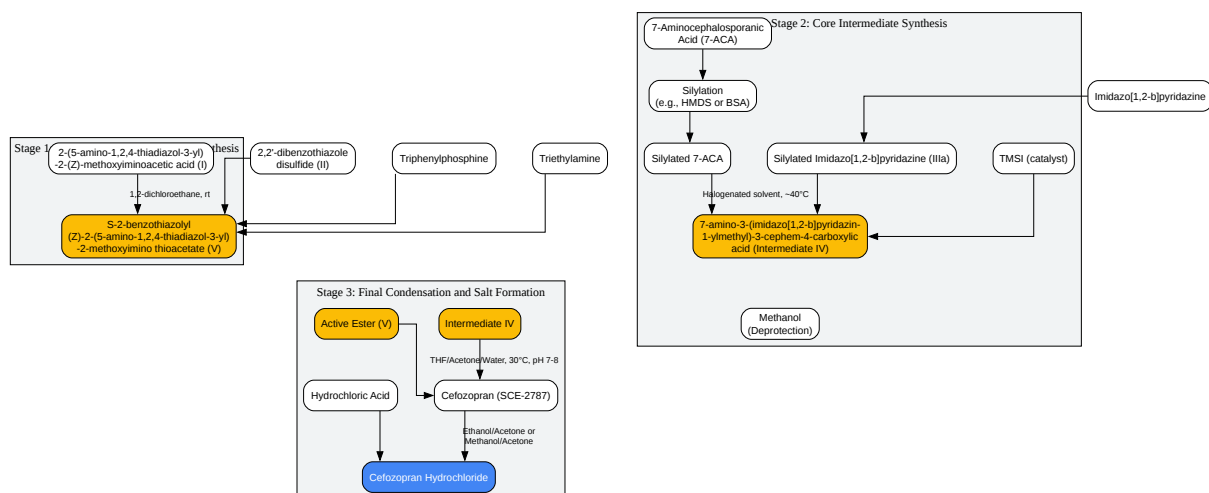 Stage 2: Core Intermediate Synthesis
7-Aminocephalosporanic
Acid (7-ACA)
Silylation
(e.g., HMDS or BSA)
Imidazo[1,2-b]pyridazine
Silylated 7-ACA
Silylated Imidazo[1,2-b]pyridazine (IIIa)
TMSI (catalyst)
Halogenated solvent, ~40°C
7-amino-3-(imidazo[1,2-b]pyridazin-
1-ylmethyl)-3-cephem-4-carboxylic
acid (Intermediate IV)
Methanol
(Deprotection)
Stage 1 thesis
2-(5-amino-1,2,4-thiadiazol-3-yl)
-2-(Z)-methoxyiminoacetic acid (I)
2,2'-dibenzothiazole
disulfide (II)
Triphenylphosphine
Triethylamine
1,2-dichloroethane, rt
S-2-benzothiazolyl
(Z)-2-(5-amino-1,2,4-thiadiazol-3-yl)
-2-methoxyimino thioacetate (V)
Stage 3: Final Condensation and Salt Formation
Active Ester (V)
Intermediate IV
THF/Acetone/Water, 30°C, pH 7-8
Hydrochloric Acid
Cefozopran (SCE-2787)
Ethanol/Acetone or
Methanol/Acetone
Cefozopran Hydrochloride